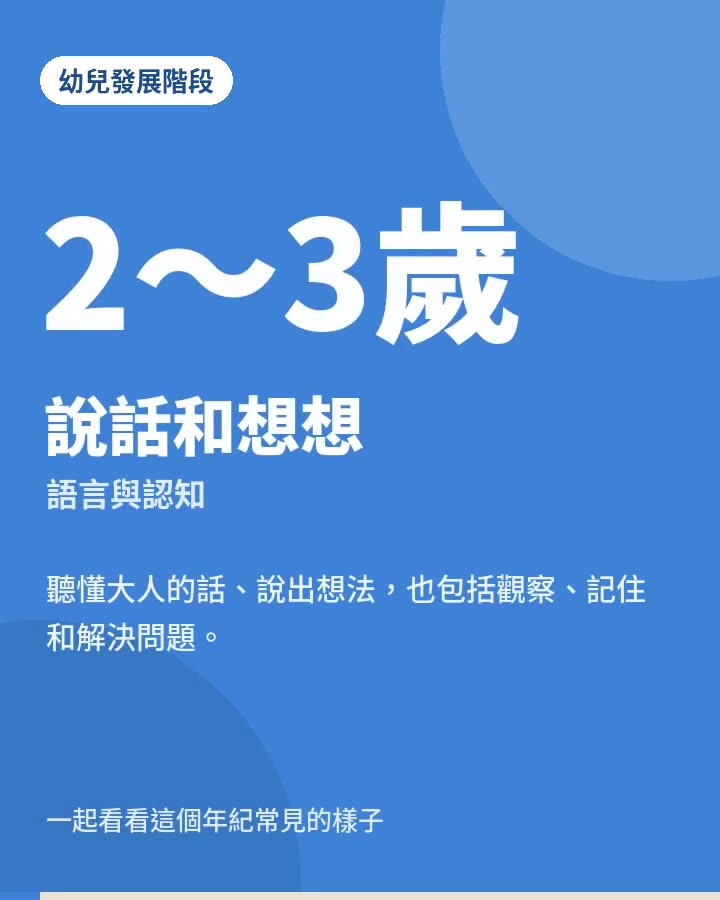 幼兒發展階段
2～3歲
說話和想想
語言與認知
聽懂大人的話、說出想法，也包括觀察、記住
和解決問題。
一起看看這個年紀常見的樣子